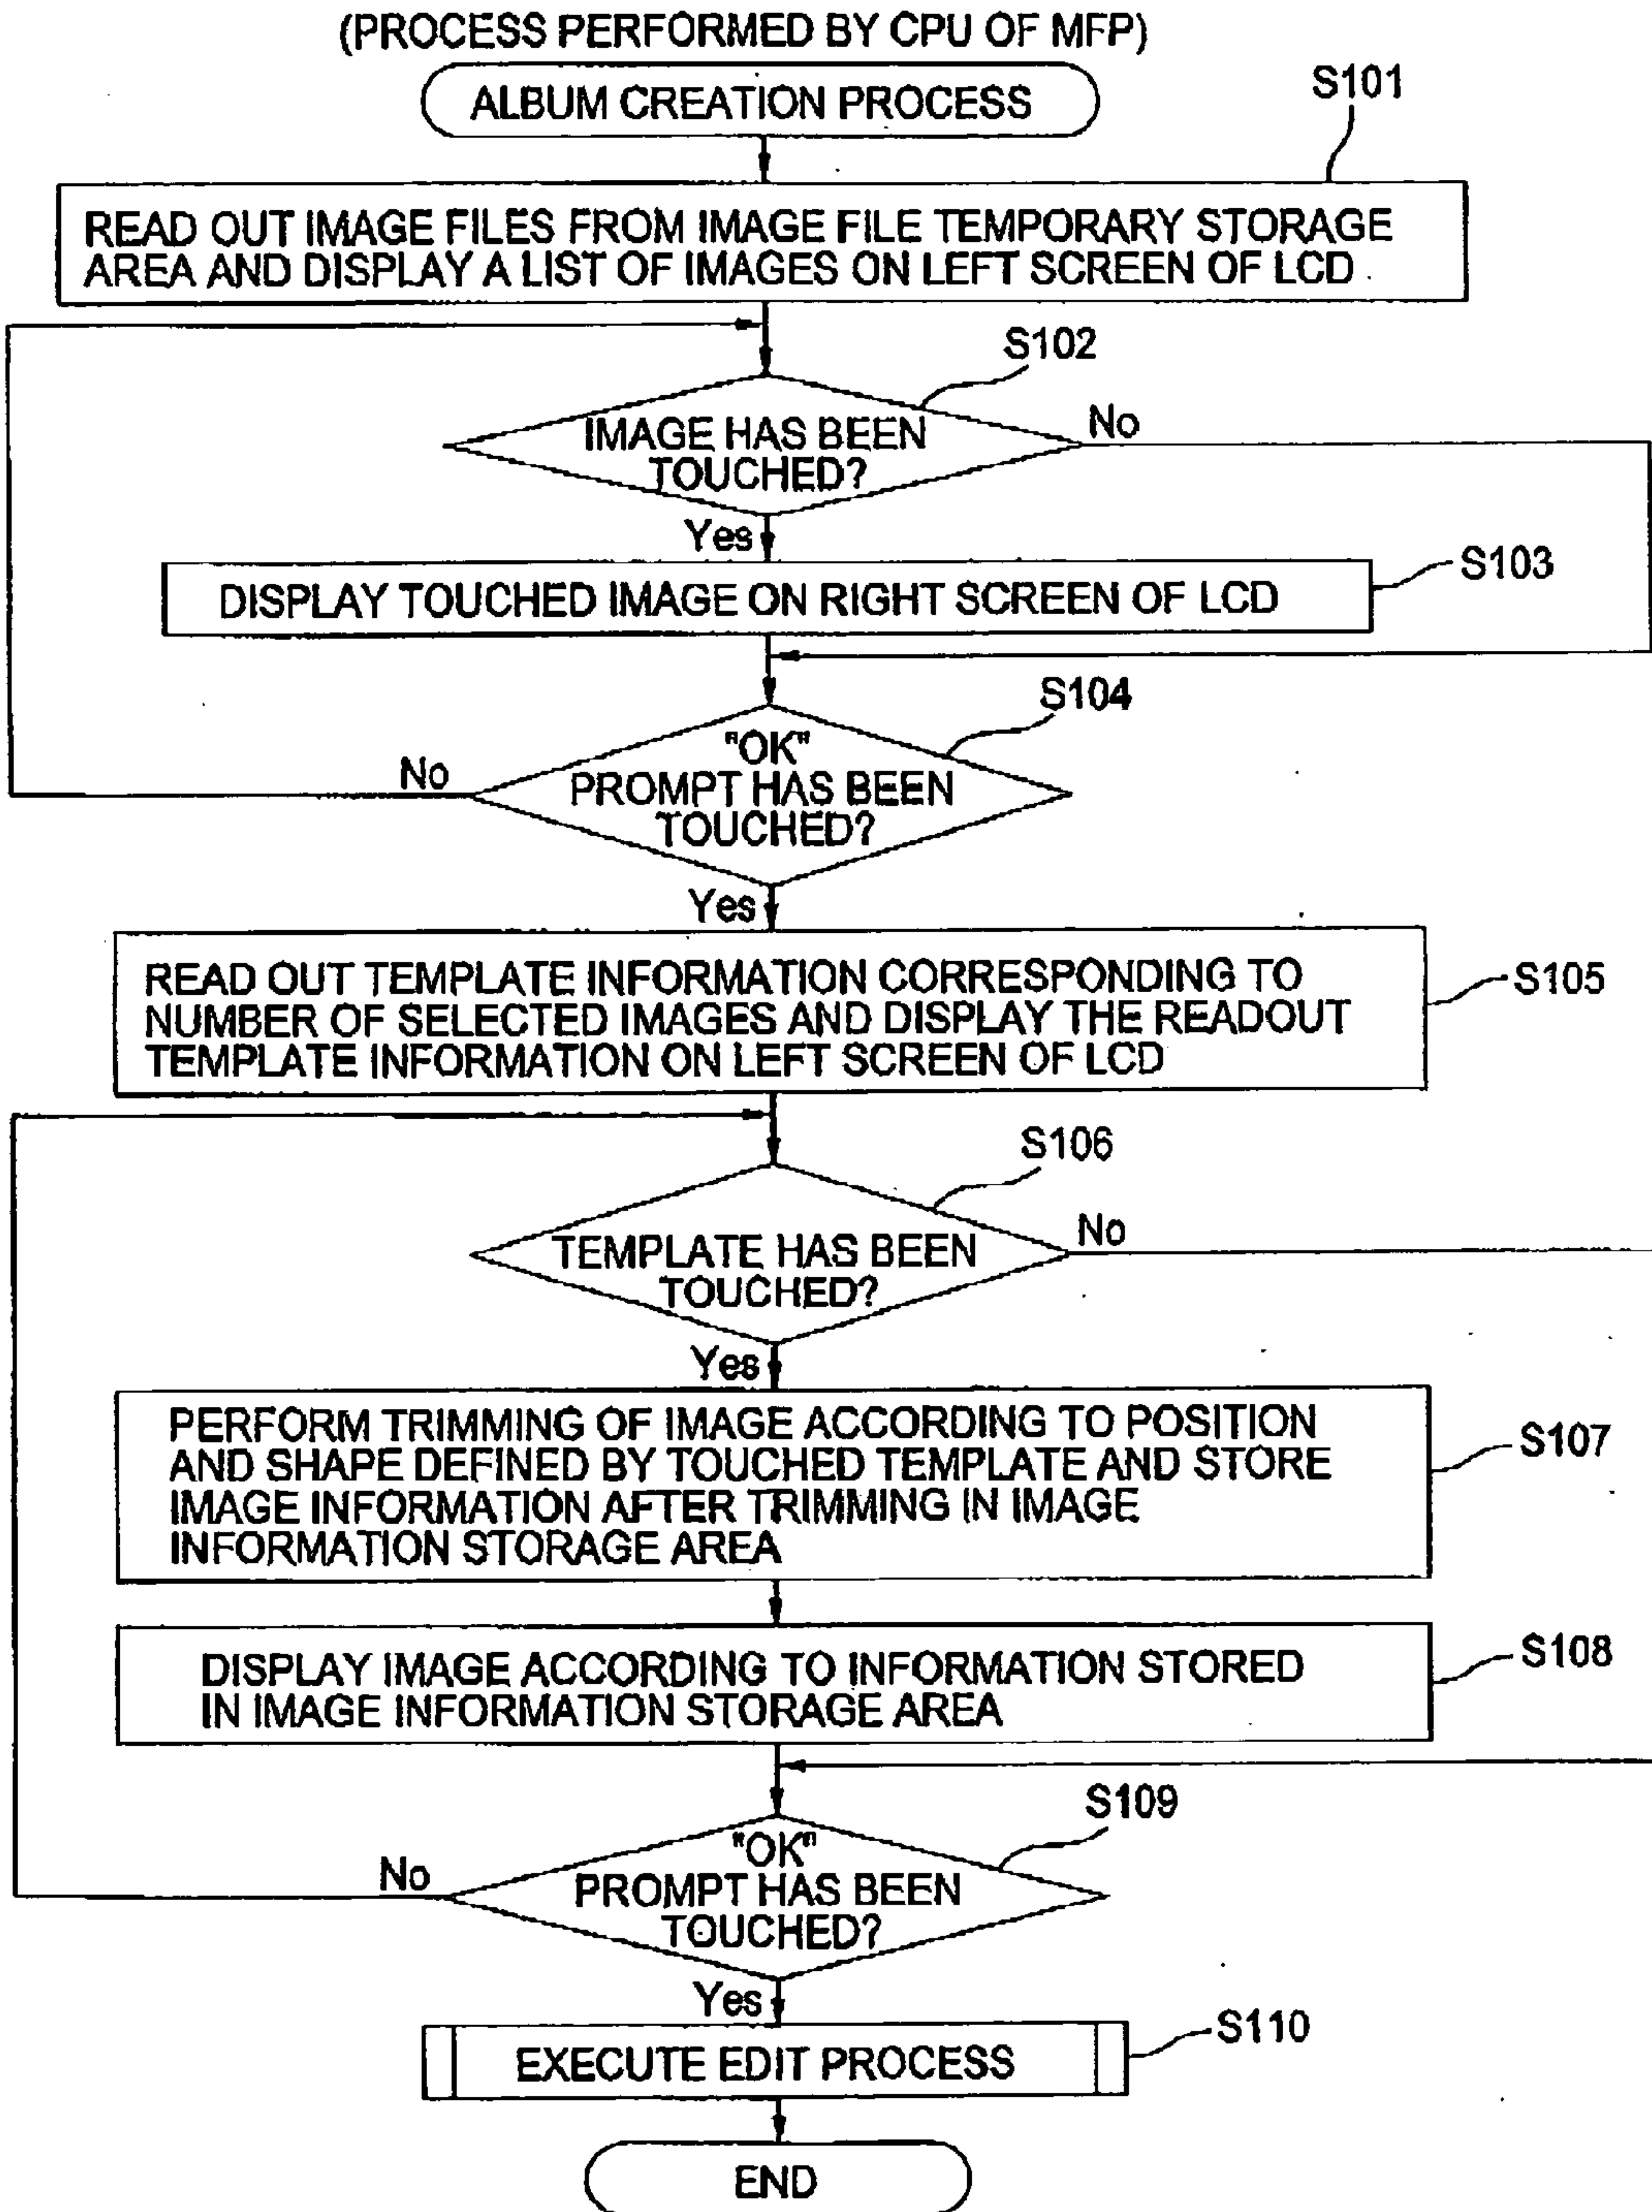 (PROCESS PERFORMED BY CPU OF MFP)
ALBUM CREATION PROCESS
S101
READ OUT IMAGE FILES FROM IMAGE FILE TEMPORARY STORAGE
AREA AND DISPLAY A LIST OF IMAGES ON LEFT SCREEN OF LCD
S102
IMAGE HAS BEEN
TOUCHED?
No
Yes
S103
DISPLAY TOUCHED IMAGE ON RIGHT SCREEN OF LCD
S104
"OK"
PROMPT HAS BEEN
TOUCHED?
No
Yes
S105
READ OUT TEMPLATE INFORMATION CORRESPONDING TO
NUMBER OF SELECTED IMAGES AND DISPLAY THE READOUT
TEMPLATE INFORMATION ON LEFT SCREEN OF LCD
S106
TEMPLATE HAS BEEN
TOUCHED?
No
Yes
S107
PERFORM TRIMMING OF IMAGE ACCORDING TO POSITION
AND SHAPE DEFINED BY TOUCHED TEMPLATE AND STORE
IMAGE INFORMATION AFTER TRIMMING IN IMAGE
INFORMATION STORAGE AREA
S108
DISPLAY IMAGE ACCORDING TO INFORMATION STORED
IN IMAGE INFORMATION STORAGE AREA
S109
"OK"
PROMPT HAS BEEN
TOUCHED?
No
Yes
S110
EXECUTE EDIT PROCESS
END